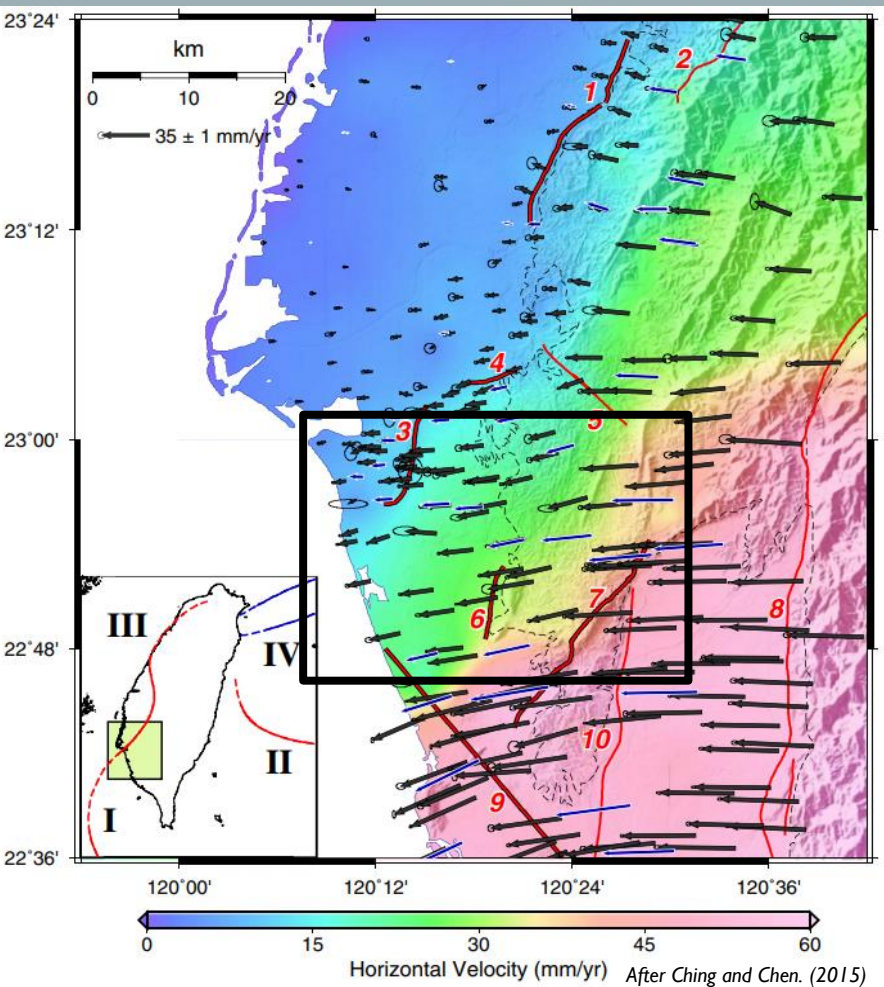 23°24'
km
0 10 20
35 ± 1 mm/yr
2
1
23°12'
4
5
3
23°00'
7
6
8
22°48'
III
IV
II
I
10
9
22°36'
120°00' 120°12' 120°24' 120°36'
0 15 30 45 60
Horizontal Velocity (mm/yr)
After Ching and Chen. (2015)